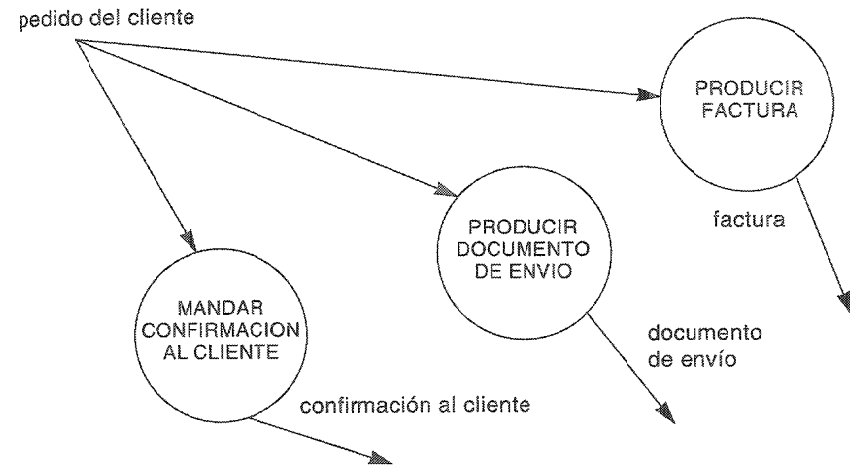 pedido del cliente
PRODUCIR
FACTURA
factura
PRODUCIR
DOCUMENTO
DE ENVIO
documento
de envío
MANDAR
CONFIRMACION
AL CLIENTE
confirmación al cliente